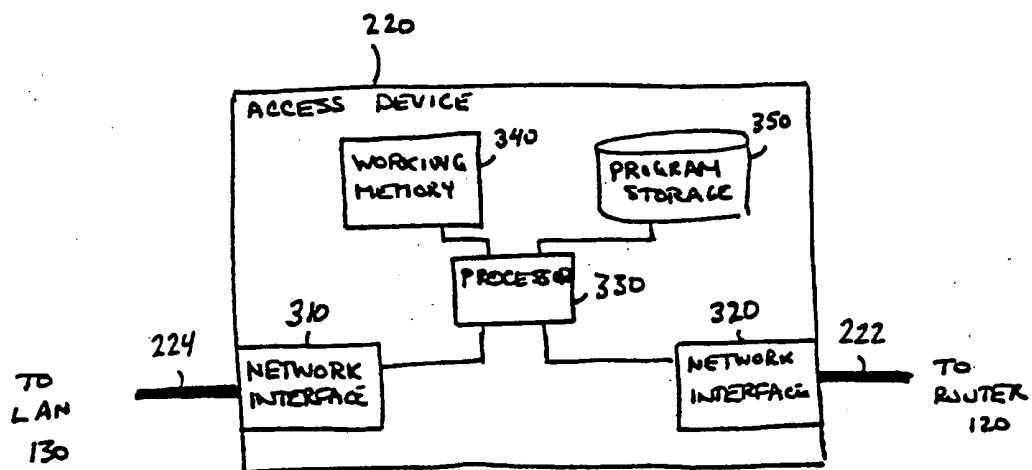 220
ACCESS DEVICE
340
350
WORKING
MEMORY
PROGRAM
STORAGE
PROCESSOR
330
310
320
224
222
NETWORK
INTERFACE
NETWORK
INTERFACE
TO
LAN
130
TO
ROUTER
120